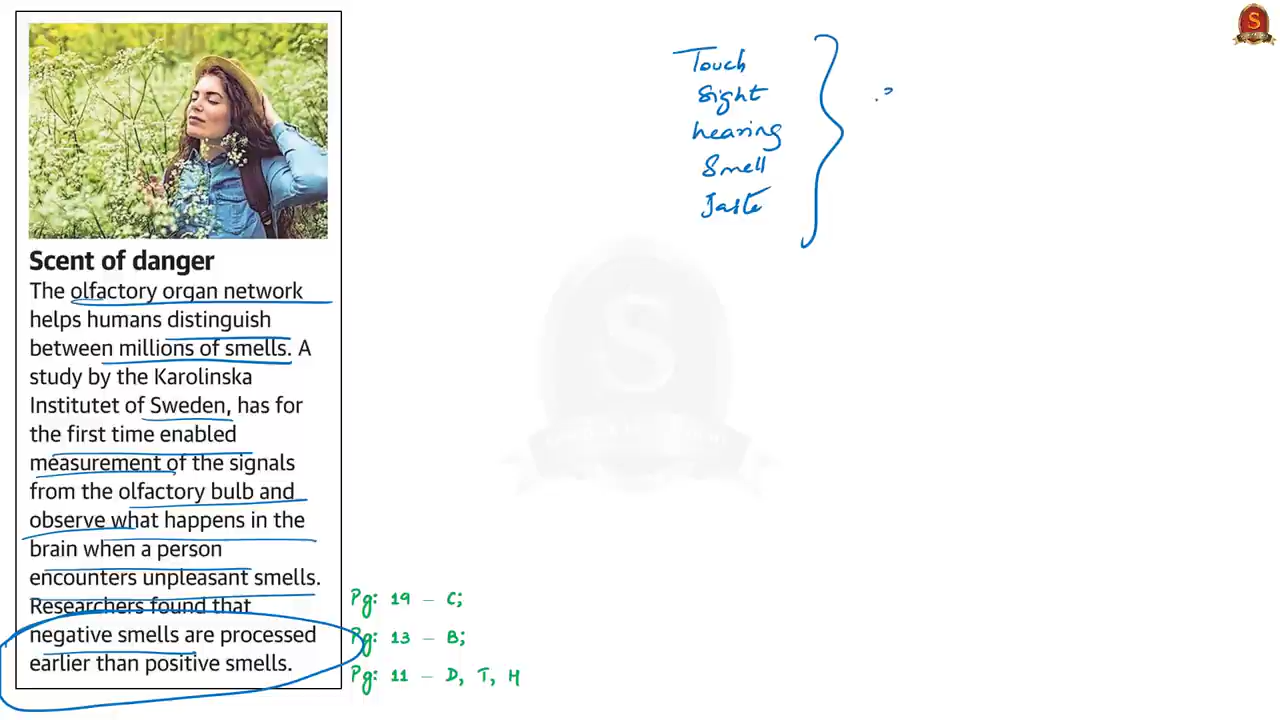 Scent of danger
The olfactory organ network
helps humans distinguish
between millions of smells. A
study by the Karolinska
Institutet of Sweden, has for
the first time enabled
measurement of the signals
from the olfactory bulb and
observe what happens in the
brain when a person
encounters unpleasant smells.
Researchers found that
negative smells are processed
earlier than positive smells.
Pg: 19 – C;
Pg: 13 – B;
Pg: 11 – D, T, H
Touch
Sight
hearing
Smell
Taste
S